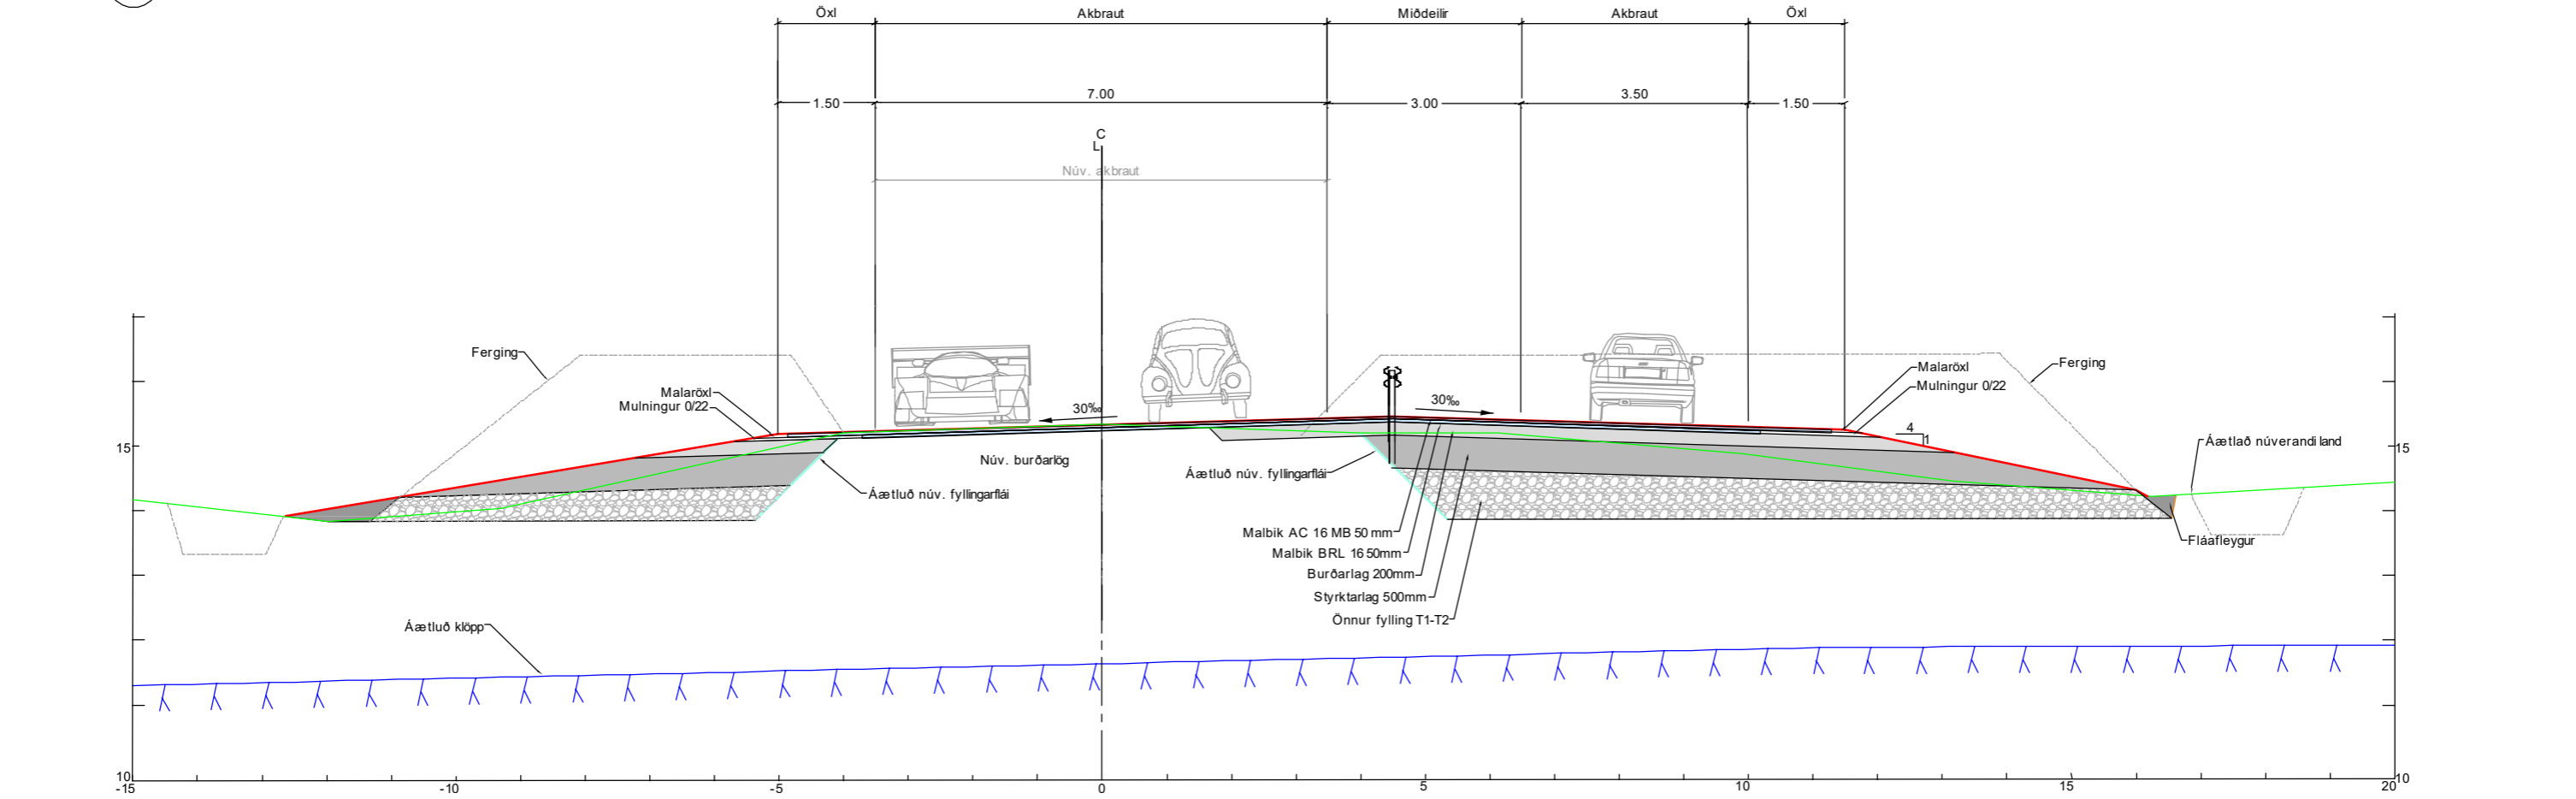 Öxl Akbraut Miðdeilir Akbraut Öxl
1.50 7.00 3.00 3.50 1.50
C
L
Núv. akbraut
Ferging
Malaröxl
Mulningur 0/22
30‰
30‰
Malaröxl
Mulningur 0/22
Ferging
4
1
15
Núv. burðarlög
Áætluð núv. fyllingarflái
Áætluð núv. fyllingarflái
Áætlað núverandi land
15
Malbik AC 16 MB 50 mm
Malbik BRL 16 50mm
Burðarlag 200mm
Styrktarlag 500mm
Önnur fylling T1-T2
Fláafleygur
Áætluð klöpp
10 10
-15 -10 -5 0 5 10 15 20